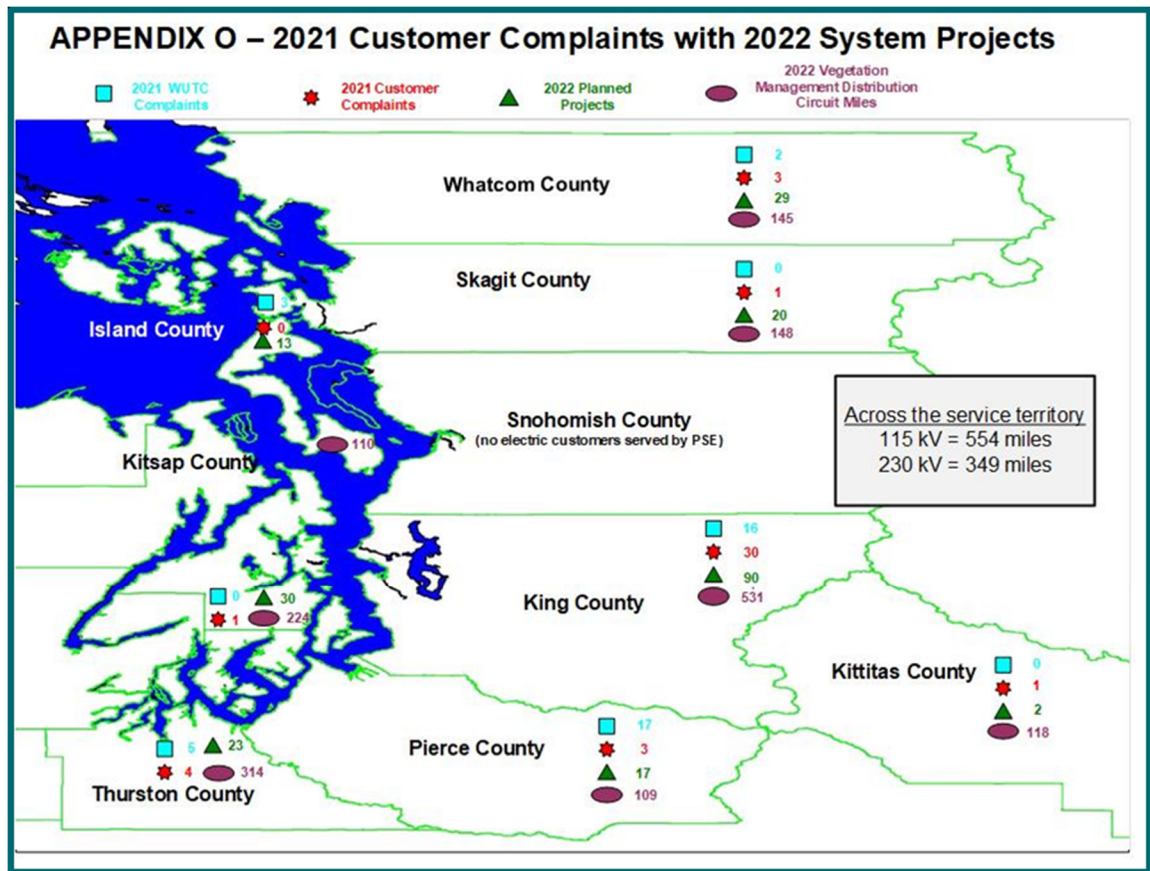 APPENDIX O – 2021 Customer Complaints with 2022 System Projects
2021 WUTC
Complaints
2021 Customer
Complaints
2022 Planned
Projects
2022 Vegetation
Management Distribution
Circuit Miles
Whatcom County
2
3
29
145
Skagit County
0
1
20
148
Island County
3
0
13
110
Snohomish County
(no electric customers served by PSE)
Across the service territory
115 kV = 554 miles
230 kV = 349 miles
Kitsap County
0
30
1
224
King County
16
30
90
531
Kittitas County
0
1
2
118
Pierce County
17
3
17
109
5
23
4
314
Thurston County